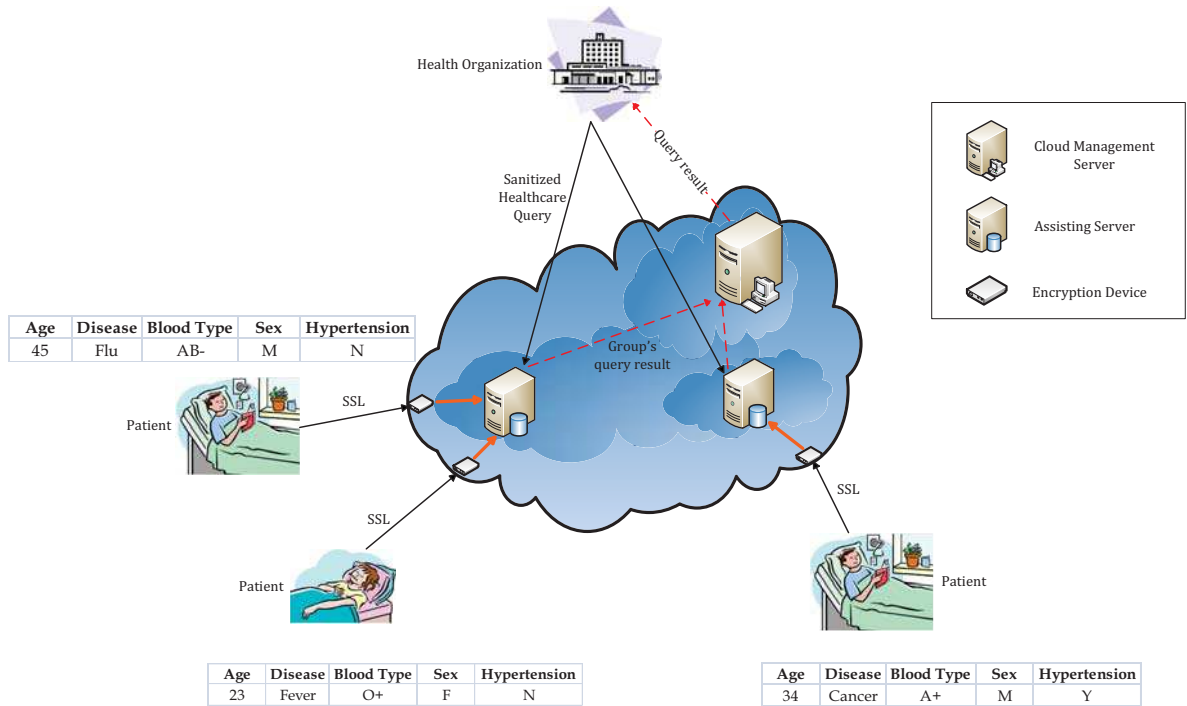 Health Organization
Query result
Sanitized
Healthcare
Query
Cloud Management
Server
Assisting Server
Encryption Device
Age Disease Blood Type Sex Hypertension
45 Flu AB- M N
Group's
query result
SSL
Patient
SSL
SSL
Patient
Patient
Age Disease Blood Type Sex Hypertension
23 Fever O+ F N
Age Disease Blood Type Sex Hypertension
34 Cancer A+ M Y